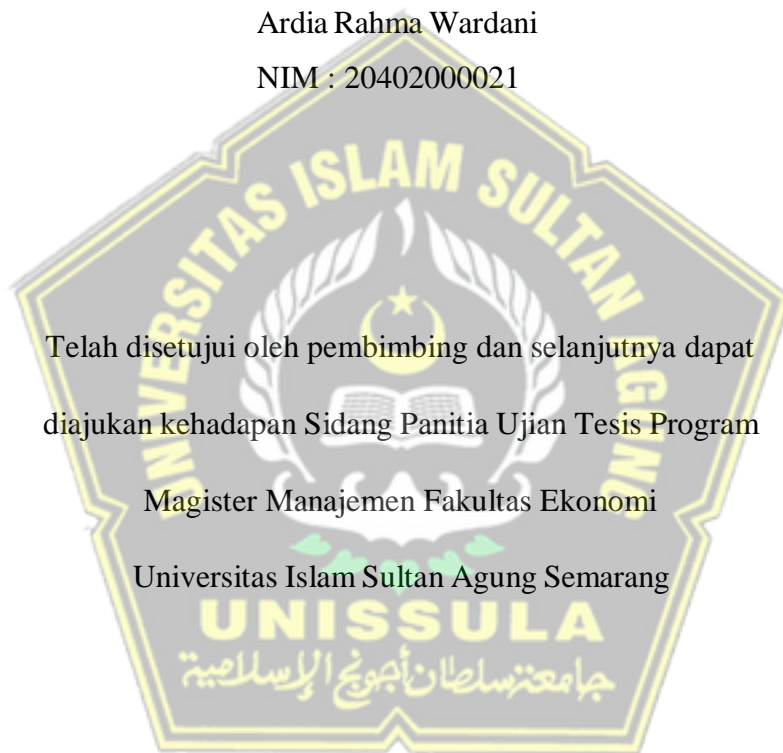 Ardia Rahma Wardani
NIM : 20402000021
UNIVERSITAS ISLAM SULTAN AGUNG
Telah disetujui oleh pembimbing dan selanjutnya dapat
diajukan kehadapan Sidang Panitia Ujian Tesis Program
Magister Manajemen Fakultas Ekonomi
Universitas Islam Sultan Agung Semarang
UNISSULA
جامعة سلطان أجونج الإسلامية